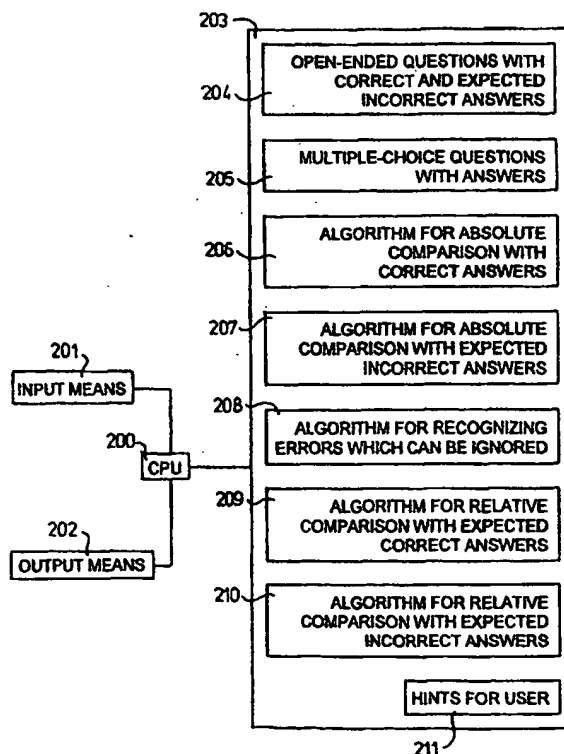 203
OPEN-ENDED QUESTIONS WITH
CORRECT AND EXPECTED
INCORRECT ANSWERS
204
MULTIPLE-CHOICE QUESTIONS
WITH ANSWERS
205
ALGORITHM FOR ABSOLUTE
COMPARISON WITH
CORRECT ANSWERS
206
207
ALGORITHM FOR ABSOLUTE
COMPARISON WITH EXPECTED
INCORRECT ANSWERS
201
INPUT MEANS
208
ALGORITHM FOR RECOGNIZING
ERRORS WHICH CAN BE IGNORED
200
CPU
209
ALGORITHM FOR RELATIVE
COMPARISON WITH EXPECTED
CORRECT ANSWERS
202
OUTPUT MEANS
210
ALGORITHM FOR RELATIVE
COMPARISON WITH EXPECTED
INCORRECT ANSWERS
HINTS FOR USER
211